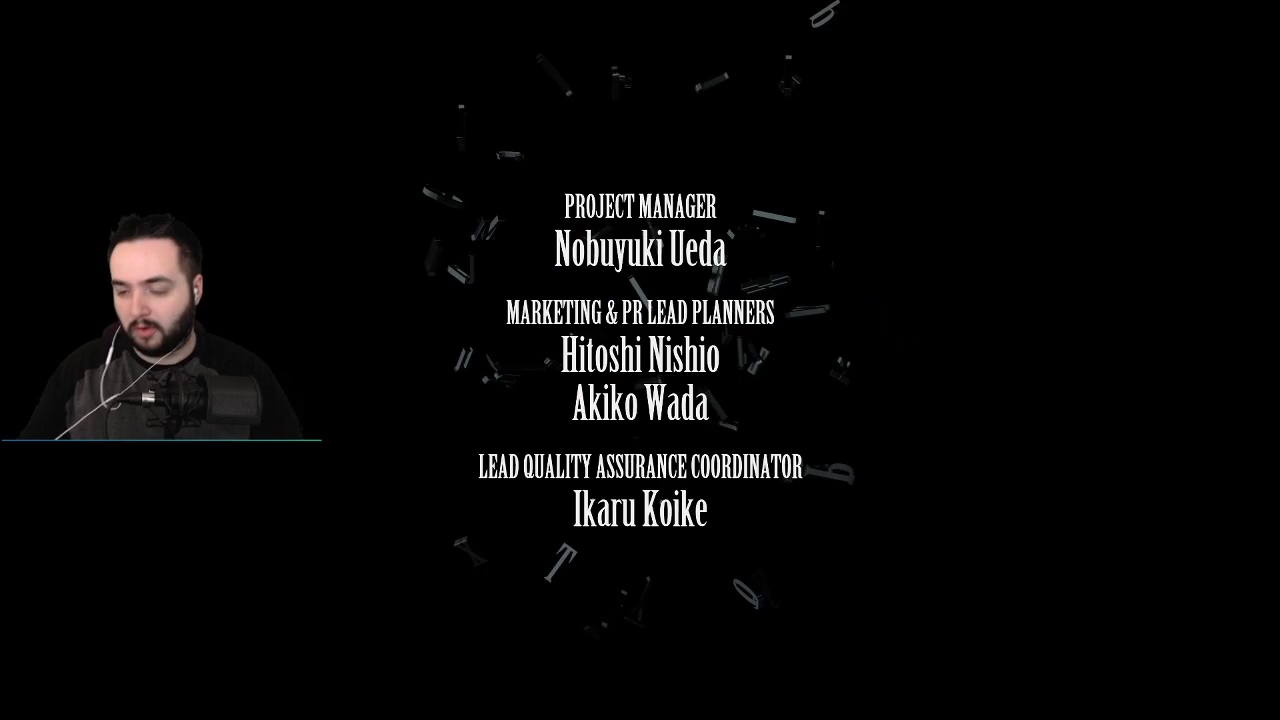 PROJECT MANAGER
Nobuyuki Ueda
MARKETING & PR LEAD PLANNERS
Hitoshi Nishio
Akiko Wada
LEAD QUALITY ASSURANCE COORDINATOR
Ikaru Koike